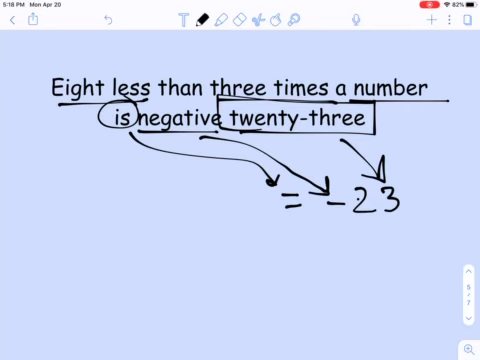 5:18 PM Mon Apr 20
82%
Eight less than three times a number
is negative twenty-three
= -23
5
/
7